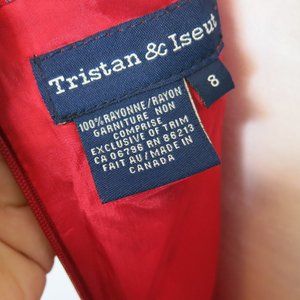 Tristan & Iseut
8
100% RAYONNE/RAYON
GARNITURE NON
COMPRISE
EXCLUSIVE OF TRIM
CA 06796 RN 86213
FAIT AU/MADE IN
CANADA